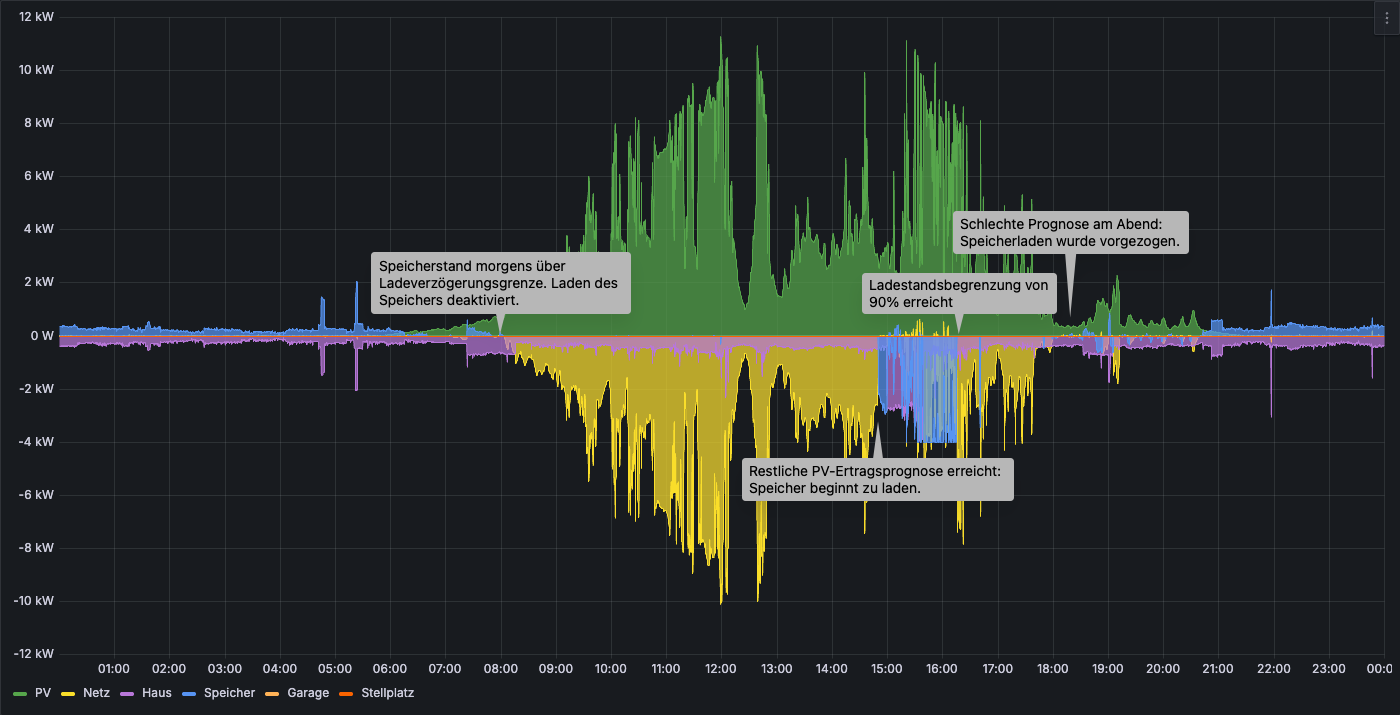 12 kW
10 kW
8 kW
6 kW
4 kW
2 kW
0 W
-2 kW
-4 kW
-6 kW
-8 kW
-10 kW
-12 kW
Speicherstand morgens über
Ladeverzögerungsgrenze. Laden des
Speichers deaktiviert.
Schlechte Prognose am Abend:
Speicherladen wurde vorgezogen.
Ladestandsbegrenzung von
90% erreicht
Restliche PV-Ertragsprognose erreicht:
Speicher beginnt zu laden.
01:00 02:00 03:00 04:00 05:00 06:00 07:00 08:00 09:00 10:00 11:00 12:00 13:00 14:00 15:00 16:00 17:00 18:00 19:00 20:00 21:00 22:00 23:00 00:0
PV Netz Haus Speicher Garage Stellplatz